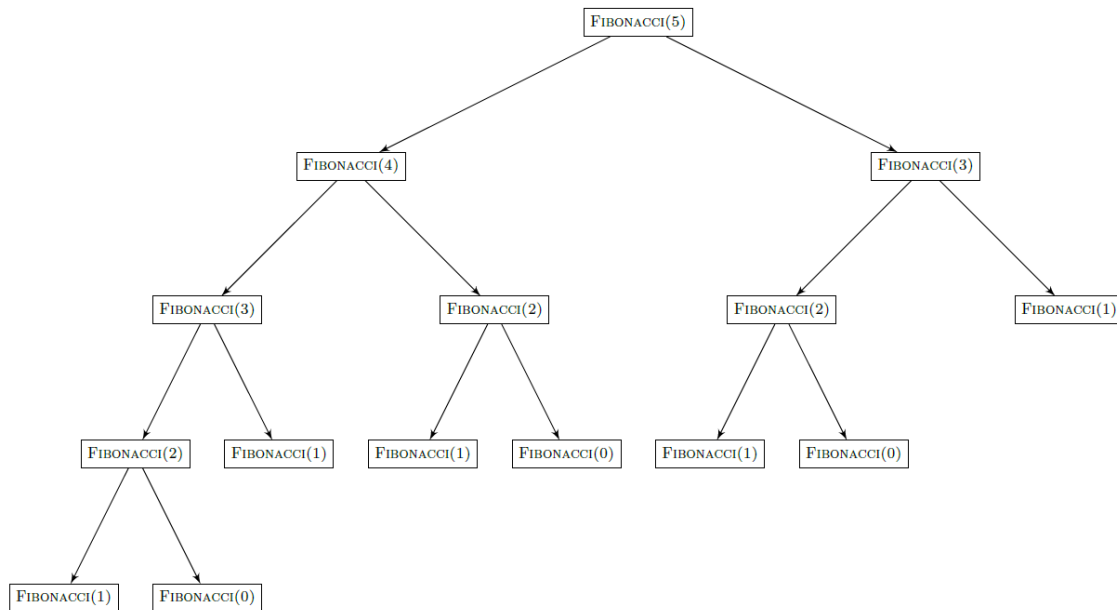 FIBONACCI(5)
FIBONACCI(4)
FIBONACCI(3)
FIBONACCI(3)
FIBONACCI(2)
FIBONACCI(2)
FIBONACCI(1)
FIBONACCI(2)
FIBONACCI(1)
FIBONACCI(1)
FIBONACCI(0)
FIBONACCI(1)
FIBONACCI(0)
FIBONACCI(1)
FIBONACCI(0)